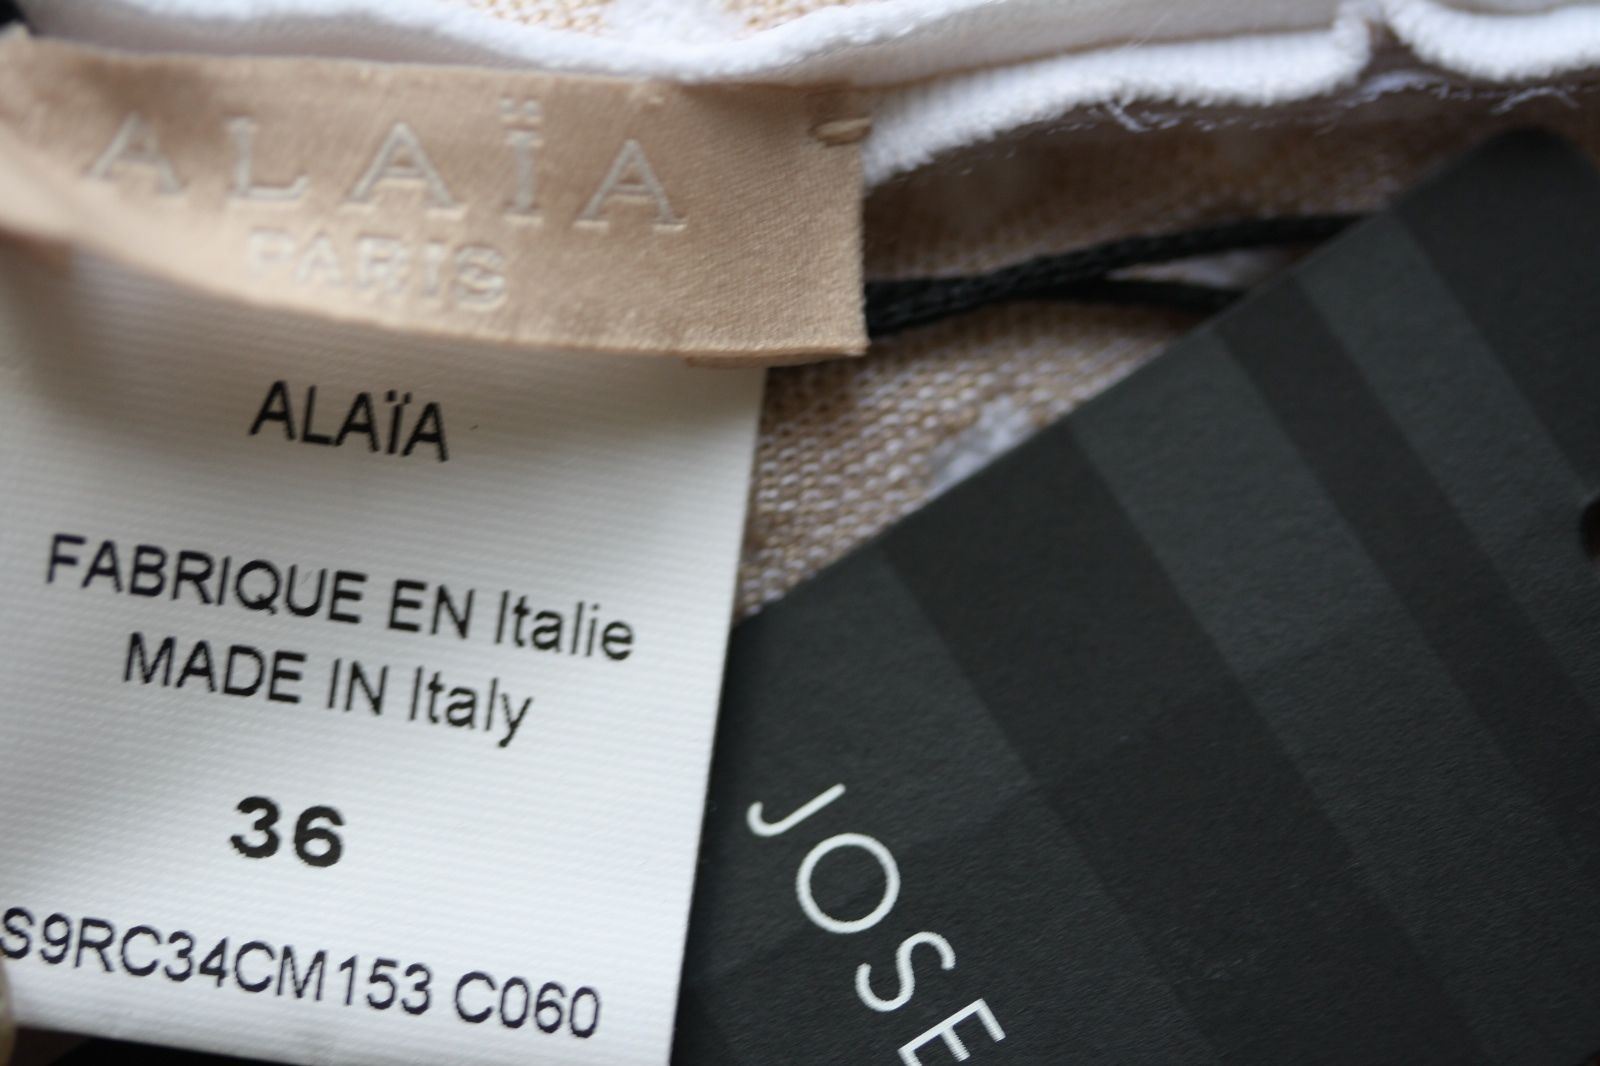 ALAÏA
PARIS
ALAÏA
FABRIQUE EN Italie
MADE IN Italy
36
S9RC34CM153 C060
JOSE